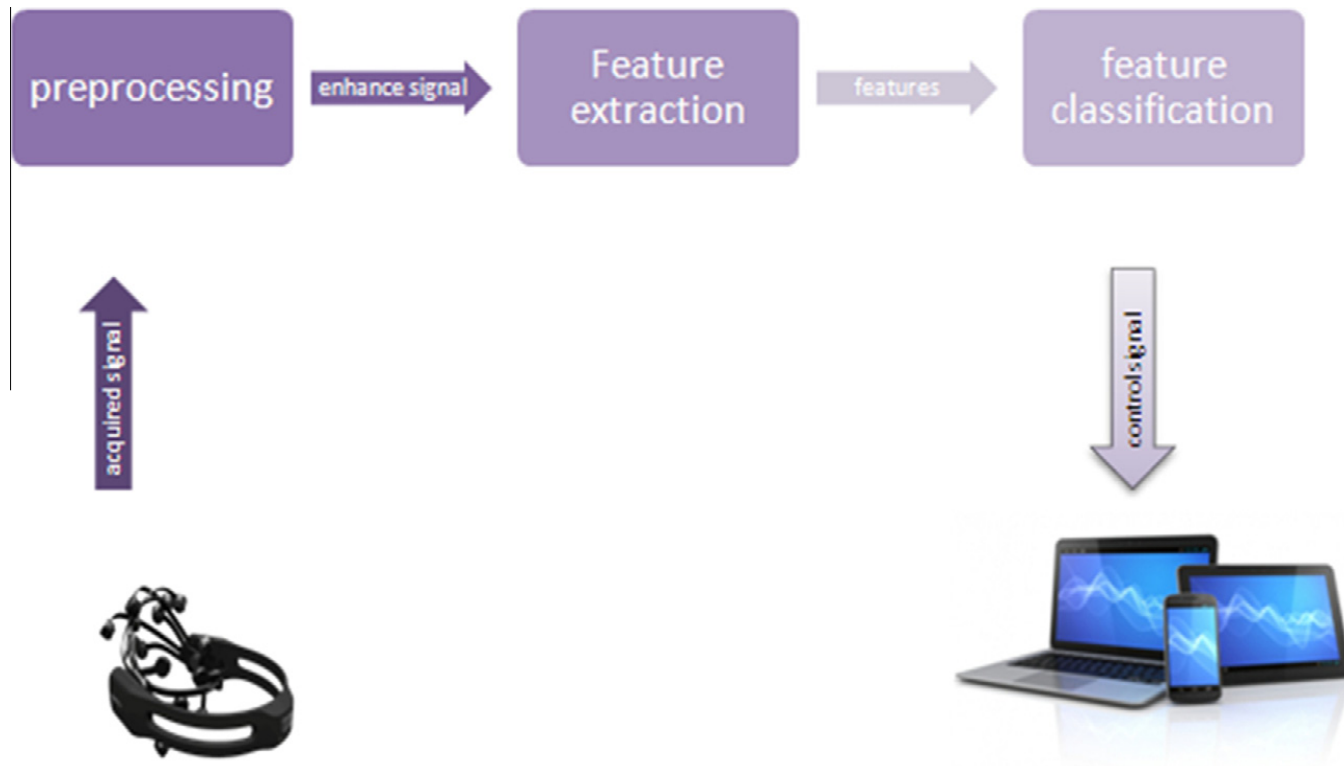 preprocessing
enhance signal
Feature
extraction
features
feature
classification
acquired signal
control signal